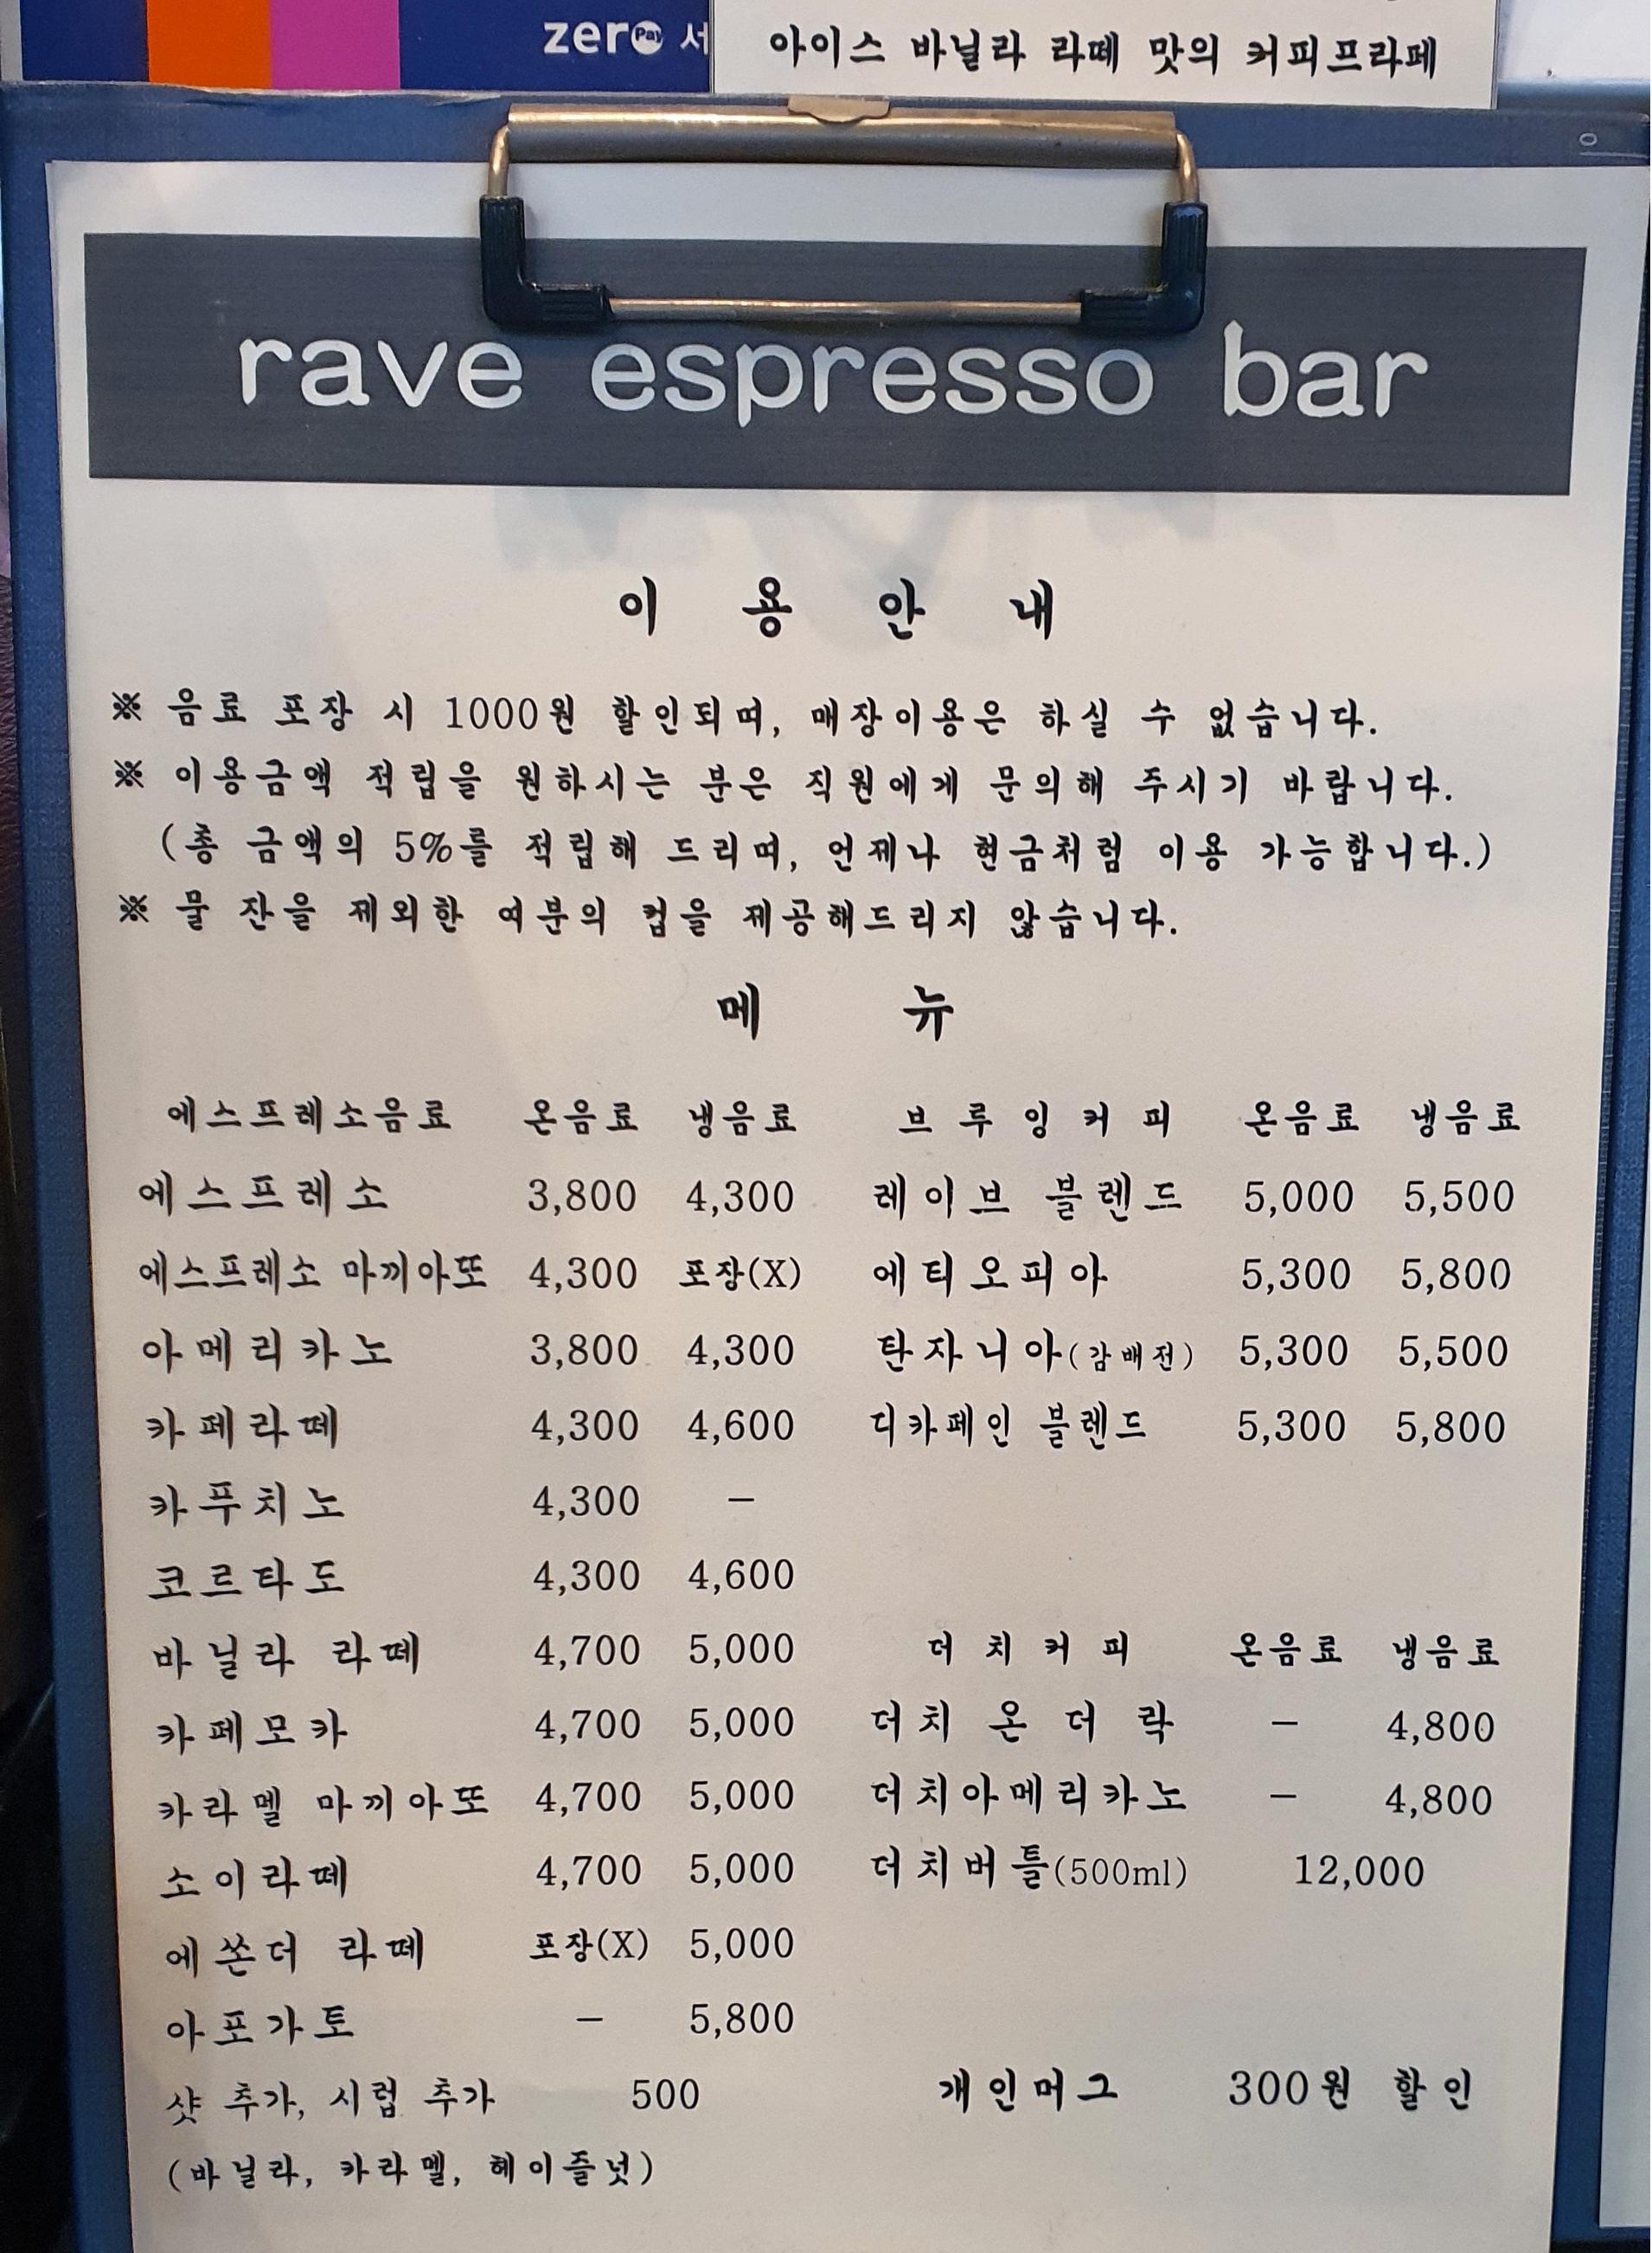 zero Pay 서
아이스 바닐라 라떼 맛의 커피프라페
rave espresso bar
이 용 안 내
※ 음료 포장 시 1000원 할인되며, 매장이용은 하실 수 없습니다.
※ 이용금액 적립을 원하시는 분은 직원에게 문의해 주시기 바랍니다.
(총 금액의 5%를 적립해 드리며, 언제나 현금처럼 이용 가능합니다.)
※ 물 잔을 제외한 여분의 컵을 제공해드리지 않습니다.
메 뉴
에스프레소음료 온음료 냉음료 브루잉커피 온음료 냉음료
에스프레소 3,800 4,300 레이브 블렌드 5,000 5,500
에스프레소 마끼아또 4,300 포장(X) 에티오피아 5,300 5,800
아메리카노 3,800 4,300 탄자니아(감배전) 5,300 5,500
카페라떼 4,300 4,600 디카페인 블렌드 5,300 5,800
카푸치노 4,300 –
코르타도 4,300 4,600
바닐라 라떼 4,700 5,000 더치커피 온음료 냉음료
카페모카 4,700 5,000 더치 온 더 락 – 4,800
카라멜 마끼아또 4,700 5,000 더치아메리카노 – 4,800
소이라떼 4,700 5,000 더치버틀(500ml) 12,000
에쏜더 라떼 포장(X) 5,000
아포가토 – 5,800
샷 추가, 시럽 추가 500 개인머그 300원 할인
(바닐라, 카라멜, 헤이즐넛)